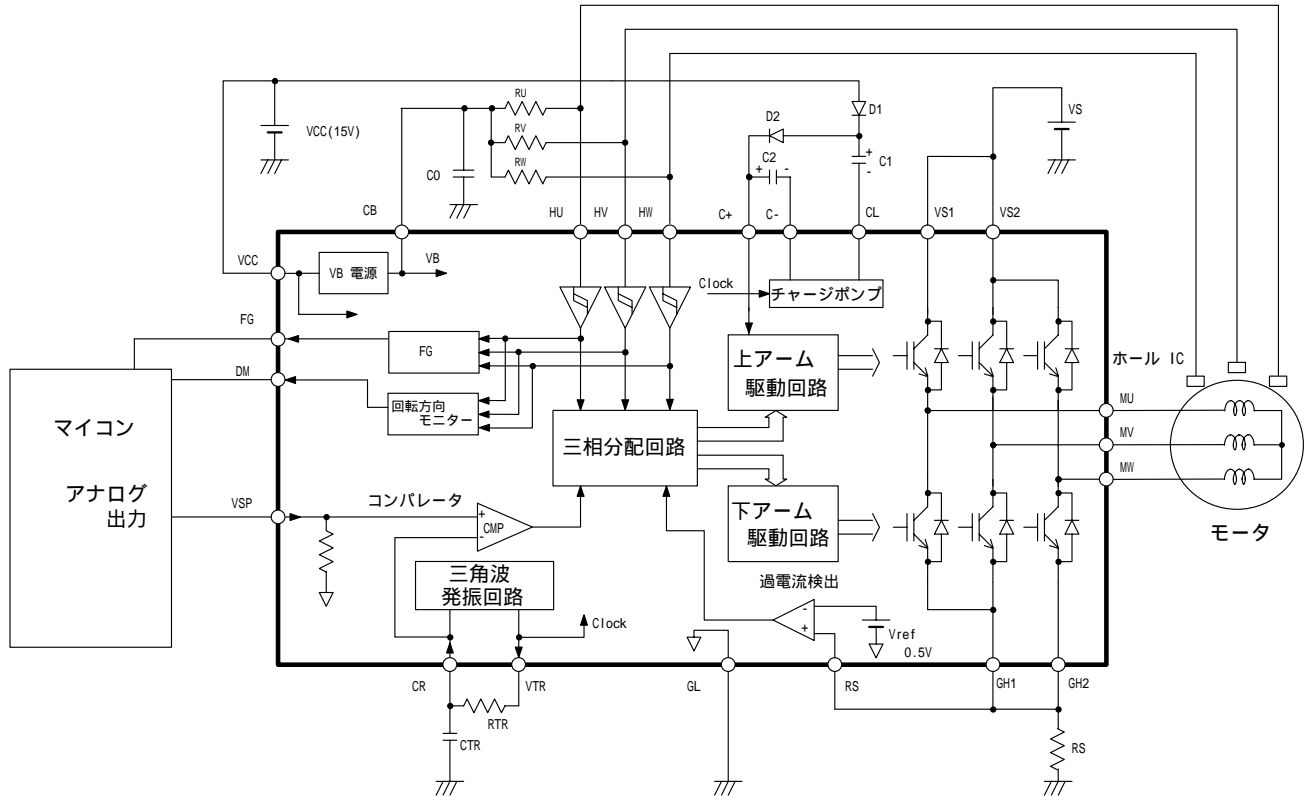 RU
D2
D1
VS
VCC(15V)
RV
C2
+
-
+
-
C1
RW
C0
CB
HU
HV
HW
C+
C-
CL
VS1
VS2
VCC
VB 電源
VB
Clock
チャージポンプ
FG
FG
上アーム
駆動回路
ホール IC
DM
回転方向
モニター
MU
マイコン
三相分配回路
MV
MW
アナログ
出力
VSP
コンパレータ
+
-
CMP
下アーム
駆動回路
モータ
三角波
発振回路
過電流検出
-
+
Clock
Vref
0.5V
CR
VTR
GL
RS
GH1
GH2
RTR
CTR
RS